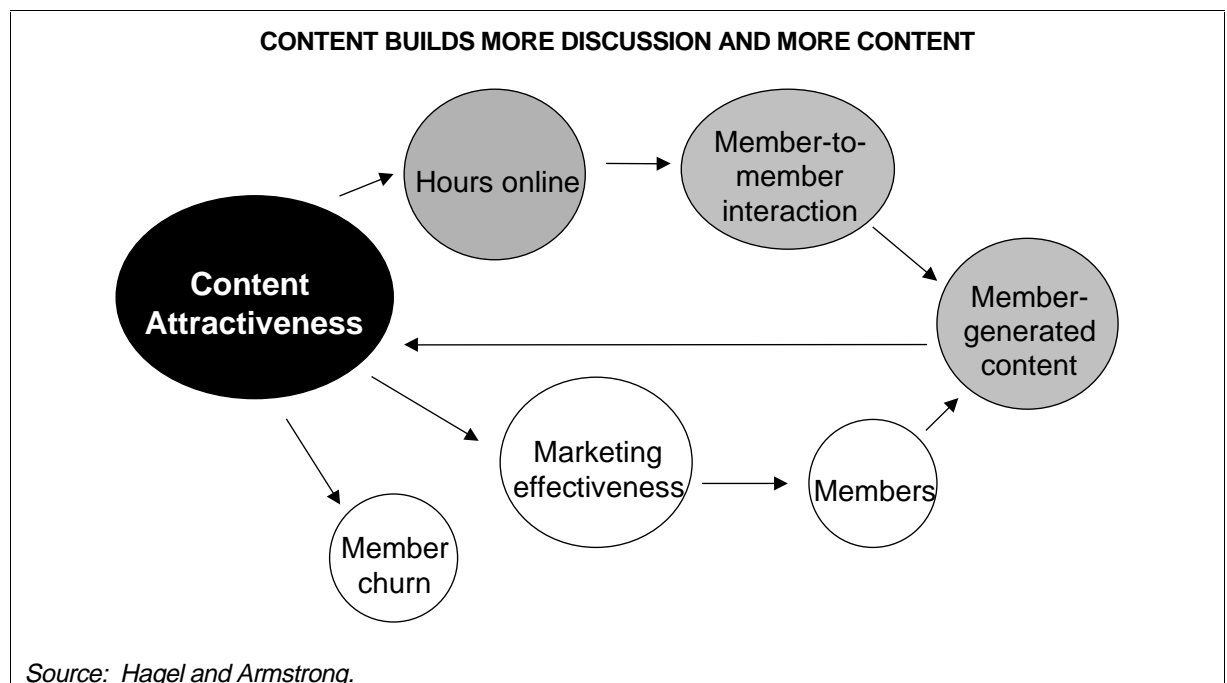 CONTENT BUILDS MORE DISCUSSION AND MORE CONTENT
Hours online
Member-to-
member
interaction
Content
Attractiveness
Member-
generated
content
Marketing
effectiveness
Members
Member
churn
Source: Hagel and Armstrong.